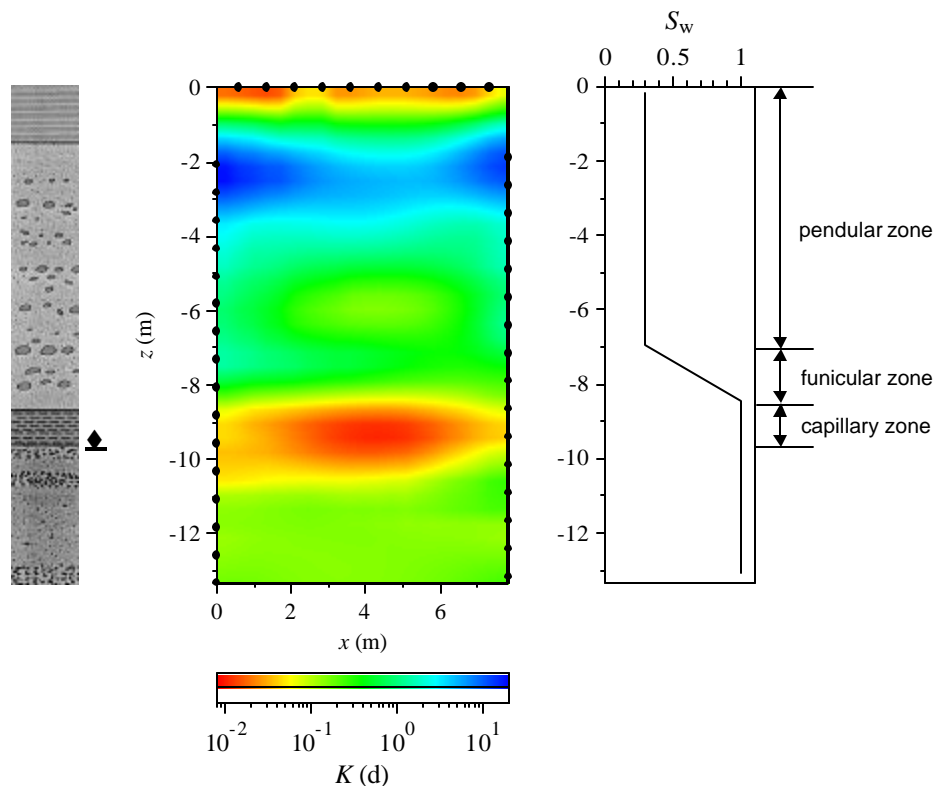 S_w
0 0.5 1
0
-2
-4
-6
-8
-10
-12
z (m)
0 2 4 6
x (m)
10^-2 10^-1 10^0 10^1
K (d)
0
-2
-4
-6
-8
-10
-12
pendular zone
funicular zone
capillary zone